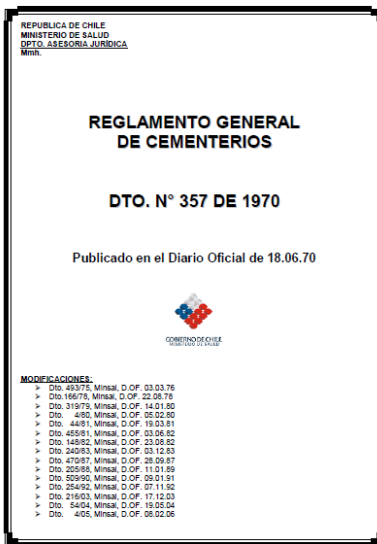 REPUBLICA DE CHILE
MINISTERIO DE SALUD
DPTO. ASESORIA JURÍDICA
Mmh.
REGLAMENTO GENERAL
DE CEMENTERIOS
DTO. N° 357 DE 1970
Publicado en el Diario Oficial de 18.06.70
GOBIERNO DE CHILE
MINISTERIO DE SALUD
MODIFICACIONES:
➢ Dto. 493/75, Minsal, D.OF. 03.03.76
➢ Dto.166/78, Minsal, D.OF. 22.08.78
➢ Dto. 319/79, Minsal, D.OF. 14.01.80
➢ Dto. 4/80, Minsal, D.OF. 05.02.80
➢ Dto. 44/81, Minsal, D.OF. 19.03.81
➢ Dto. 455/81, Minsal, D.OF. 03.06.82
➢ Dto. 148/82, Minsal, D.OF. 23.08.82
➢ Dto. 240/83, Minsal, D.OF. 03.12.83
➢ Dto. 470/87, Minsal, D.OF. 28.09.87
➢ Dto. 205/88, Minsal, D.OF. 11.01.89
➢ Dto. 509/90, Minsal, D.OF. 09.01.91
➢ Dto. 254/92, Minsal, D.OF. 07.11.92
➢ Dto. 216/03, Minsal, D.OF. 17.12.03
➢ Dto. 54/04, Minsal, D.OF. 19.05.04
➢ Dto. 4/05, Minsal, D.OF. 08.02.06